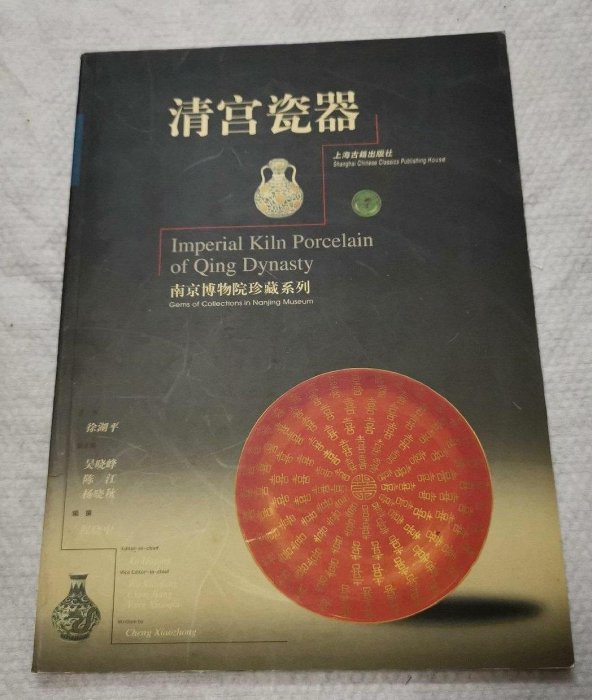 清宫瓷器
上海古籍出版社
Shanghai Chinese Classics Publishing House
Imperial Kiln Porcelain
of Qing Dynasty
南京博物院珍藏系列
Gems of Collections in Nanjing Museum
徐湖平
吴晓峰
陈江
杨晓秋
编撰
Editor-in-chief
Vice Editor-in-chief
Written by
Cheng Xiaozhong